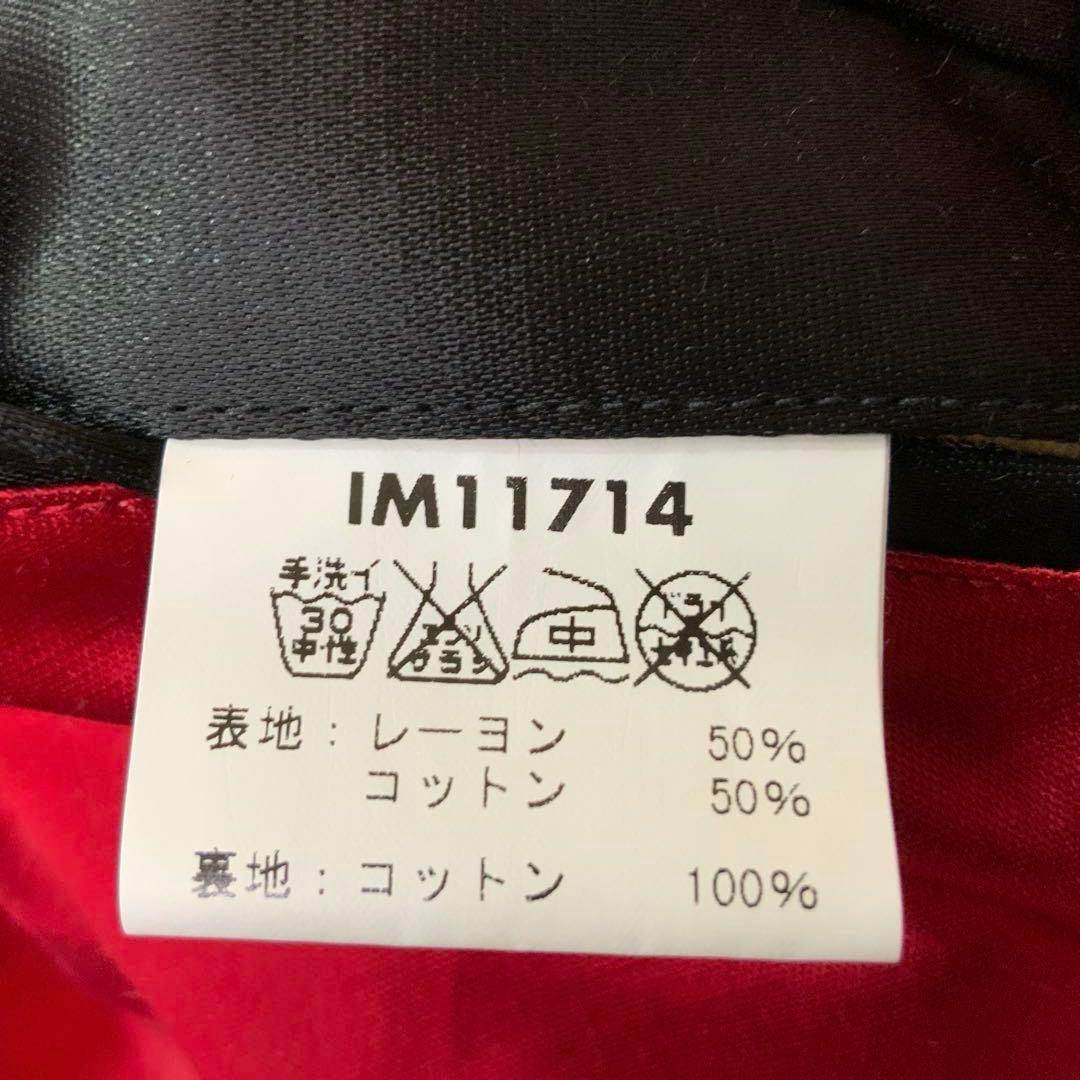 IM11714
手洗イ
30
中性
エンソ
サラシ
中
ドライ
表地：レーヨン 50%
コットン 50%
裏地：コットン 100%